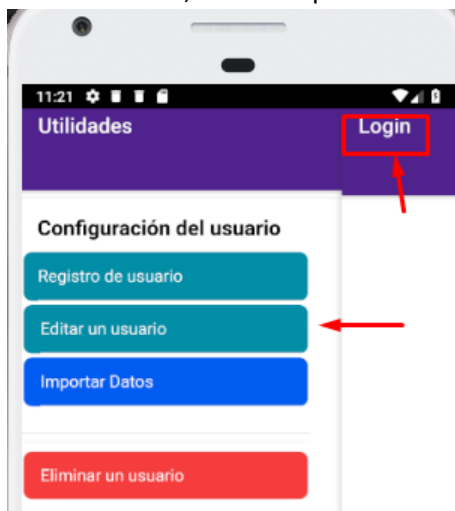 11:21
Utilidades
Login
Configuración del usuario
Registro de usuario
Editar un usuario
Importar Datos
Eliminar un usuario